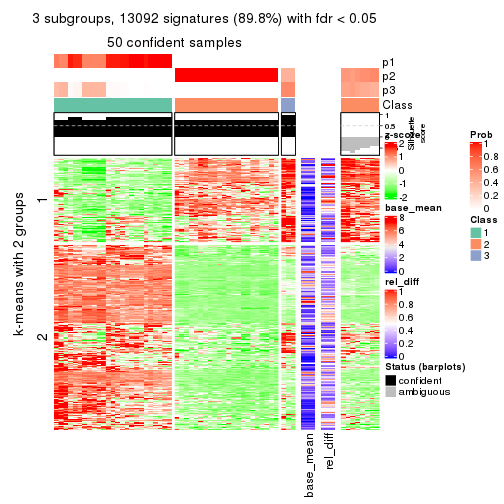 3 subgroups, 13092 signatures (89.8%) with fdr < 0.05
50 confident samples
p1
p2
p3
Class
1
0.5
0
Silhouette
score
z-score
2
1
0
-1
-2
base_mean
8
6
4
2
0
rel_diff
1
0.8
0.6
0.4
0.2
0
Status (barplots)
confident
ambiguous
Prob
1
0.8
0.6
0.4
0.2
0
Class
1
2
3
k-means with 2 groups
1
2
base_mean
rel_diff